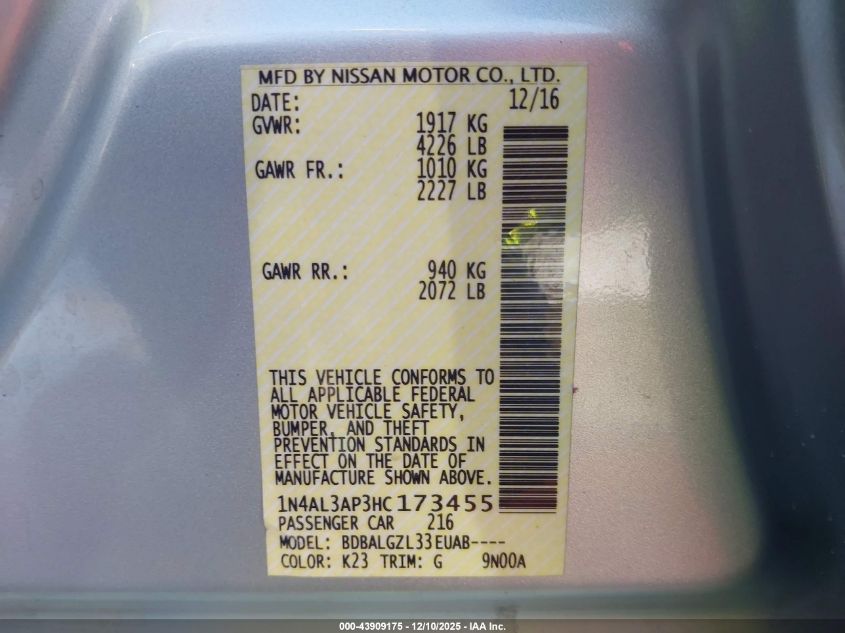 MFD BY NISSAN MOTOR CO., LTD.
DATE: 12/16
GVWR: 1917 KG
4226 LB
GAWR FR.: 1010 KG
2227 LB
GAWR RR.: 940 KG
2072 LB
THIS VEHICLE CONFORMS TO
ALL APPLICABLE FEDERAL
MOTOR VEHICLE SAFETY,
BUMPER, AND THEFT
PREVENTION STANDARDS IN
EFFECT ON THE DATE OF
MANUFACTURE SHOWN ABOVE.
1N4AL3AP3HC173455
PASSENGER CAR 216
MODEL: BDBALGZL33EUAB----
COLOR: K23 TRIM: G 9N00A
000-43909175 - 12/10/2025 - IAA Inc.